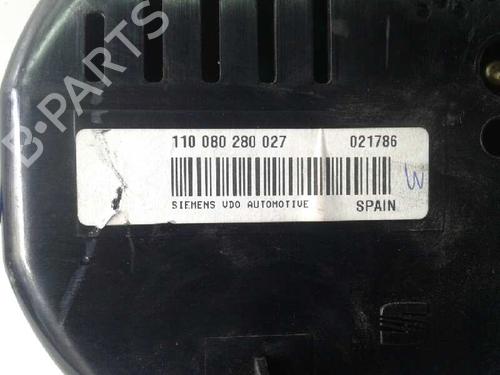 B-PARTS
110 080 280 027 021786
SIEMENS VDO AUTOMOTIVE SPAIN
W